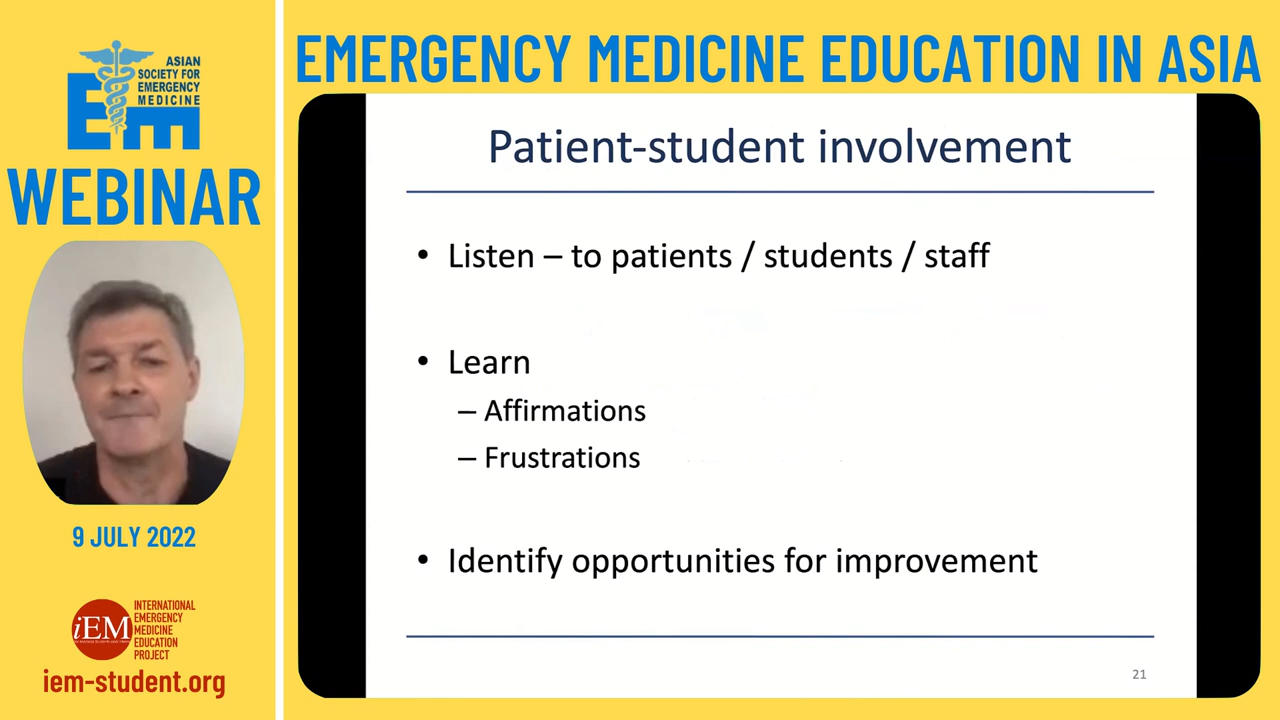 ASIAN
SOCIETY FOR
EMERGENCY
MEDICINE
EM
WEBINAR
9 JULY 2022
iEM
INTERNATIONAL
EMERGENCY
MEDICINE
EDUCATION
PROJECT
iem-student.org
EMERGENCY MEDICINE EDUCATION IN ASIA
Patient-student involvement
• Listen – to patients / students / staff
• Learn
– Affirmations
– Frustrations
• Identify opportunities for improvement
21